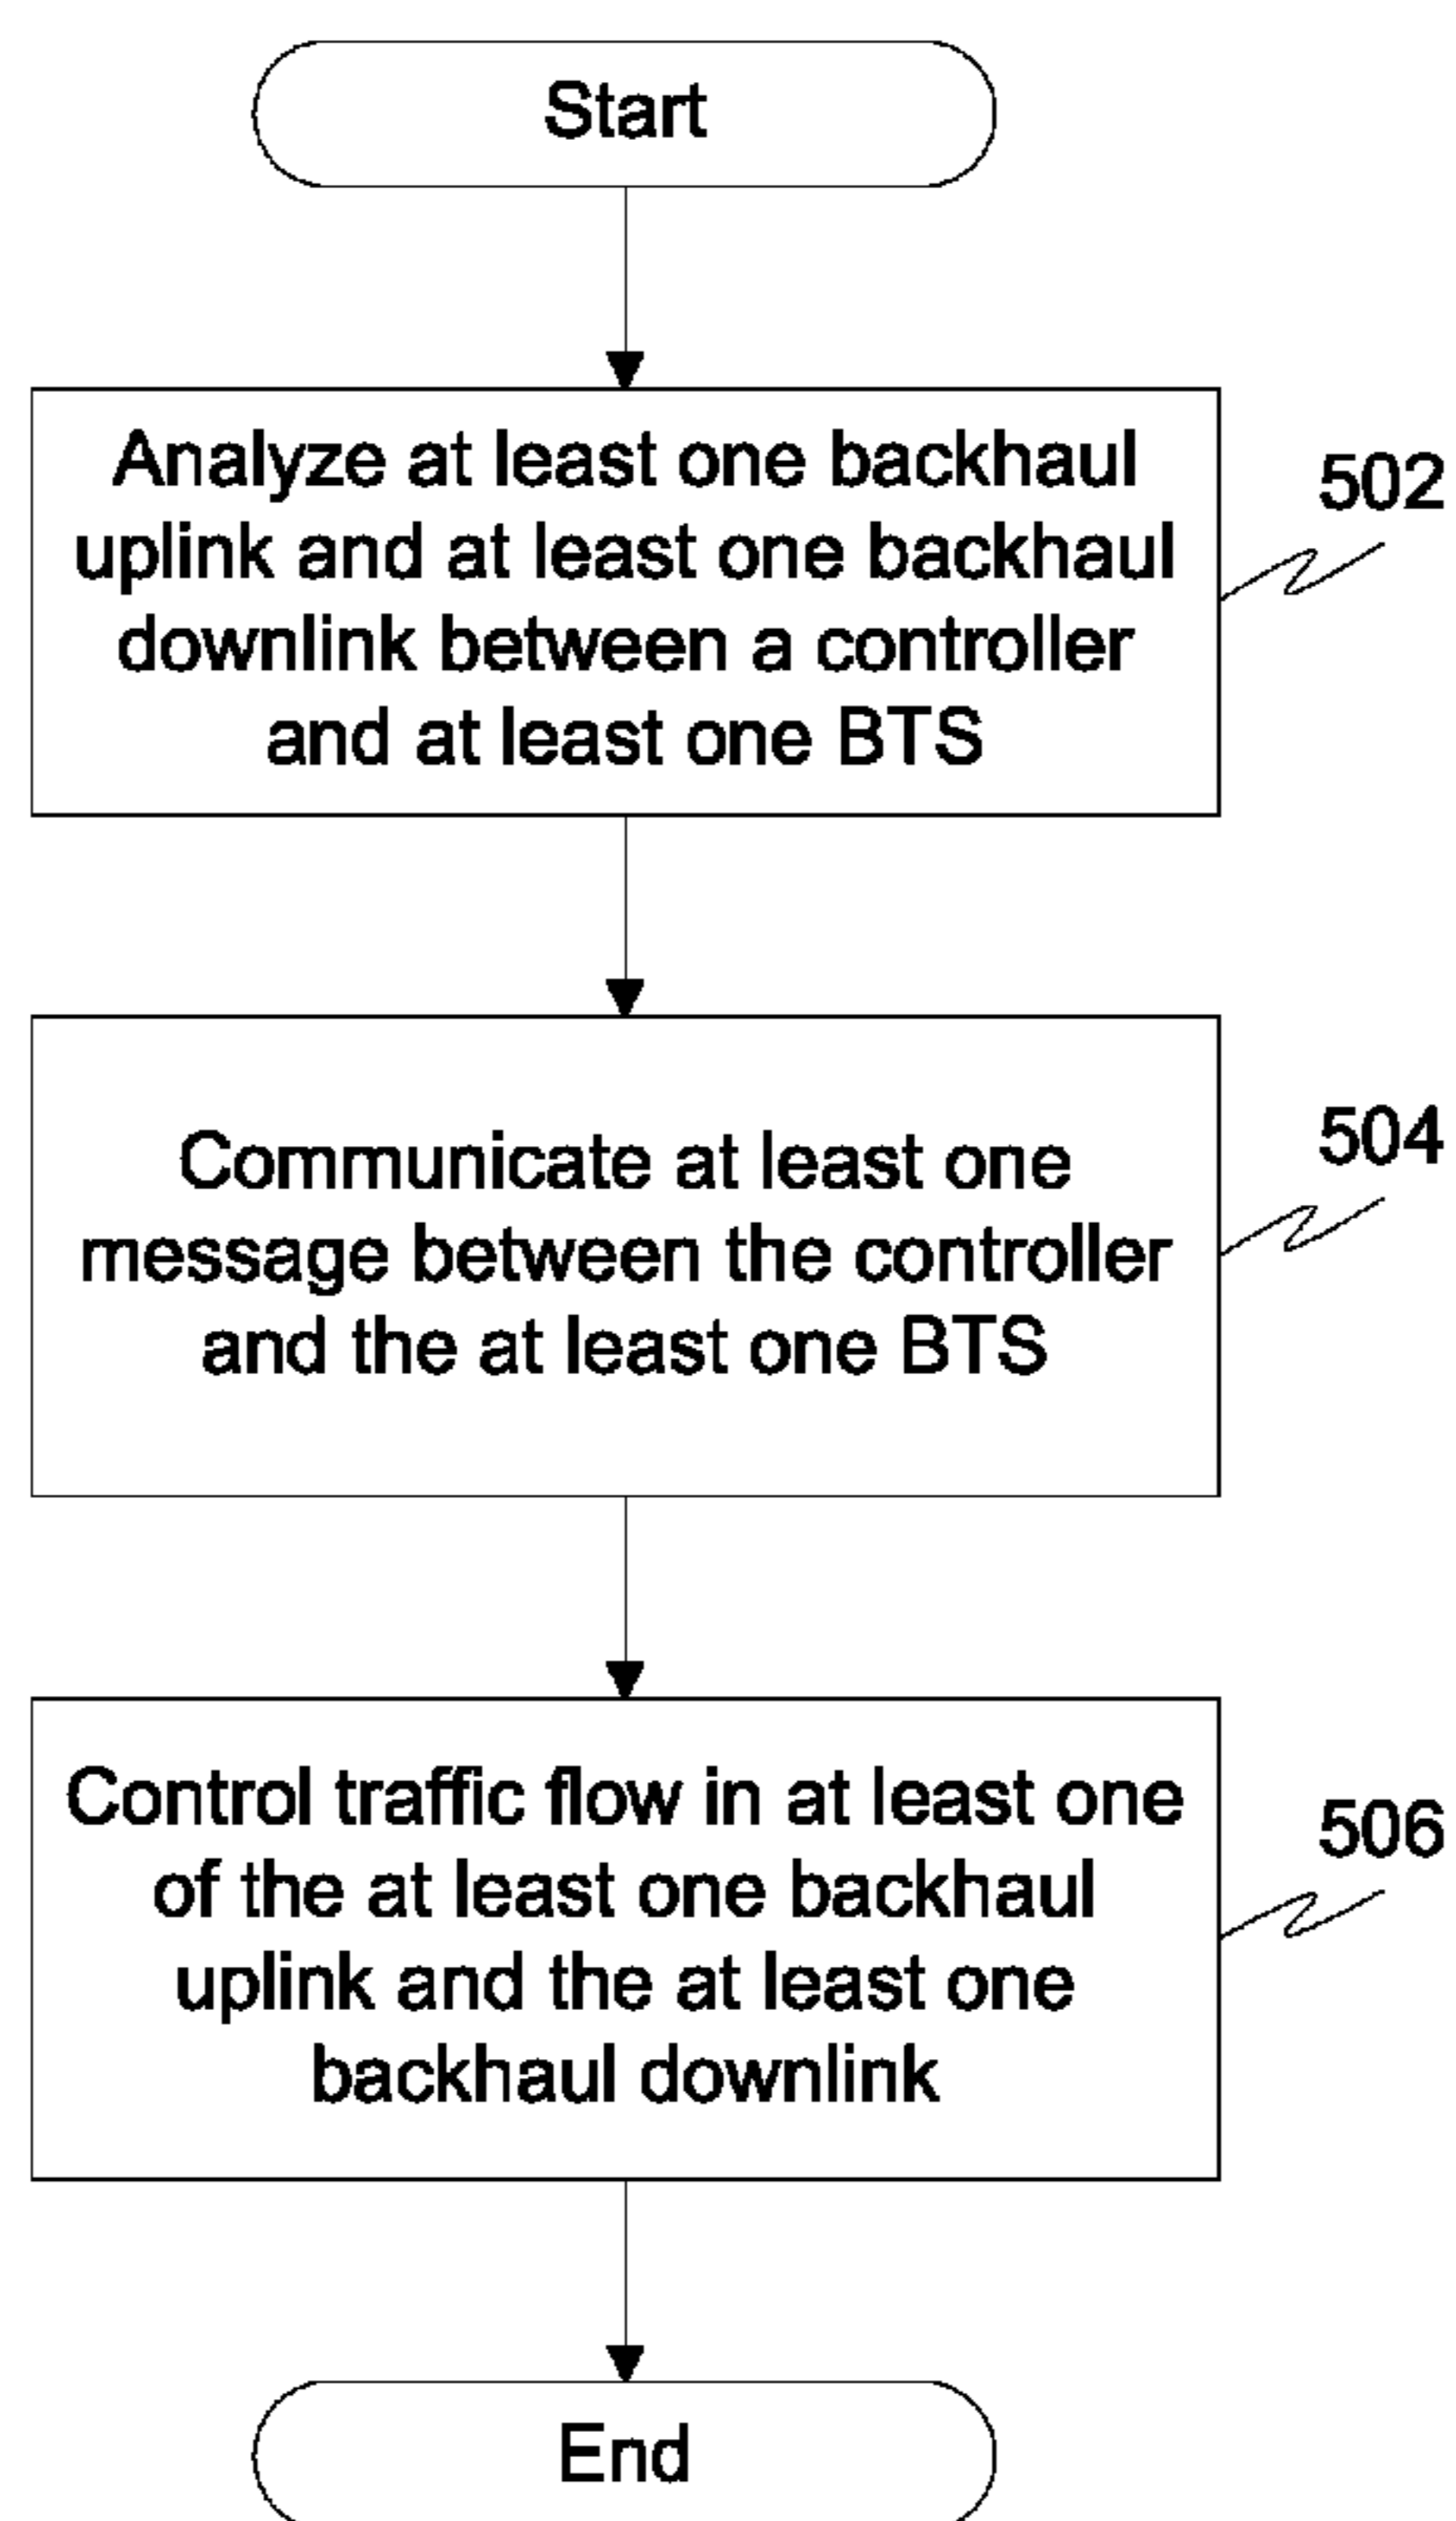 Start
Analyze at least one backhaul
uplink and at least one backhaul
downlink between a controller
and at least one BTS
502
Communicate at least one
message between the controller
and the at least one BTS
504
Control traffic flow in at least one
of the at least one backhaul
uplink and the at least one
backhaul downlink
506
End